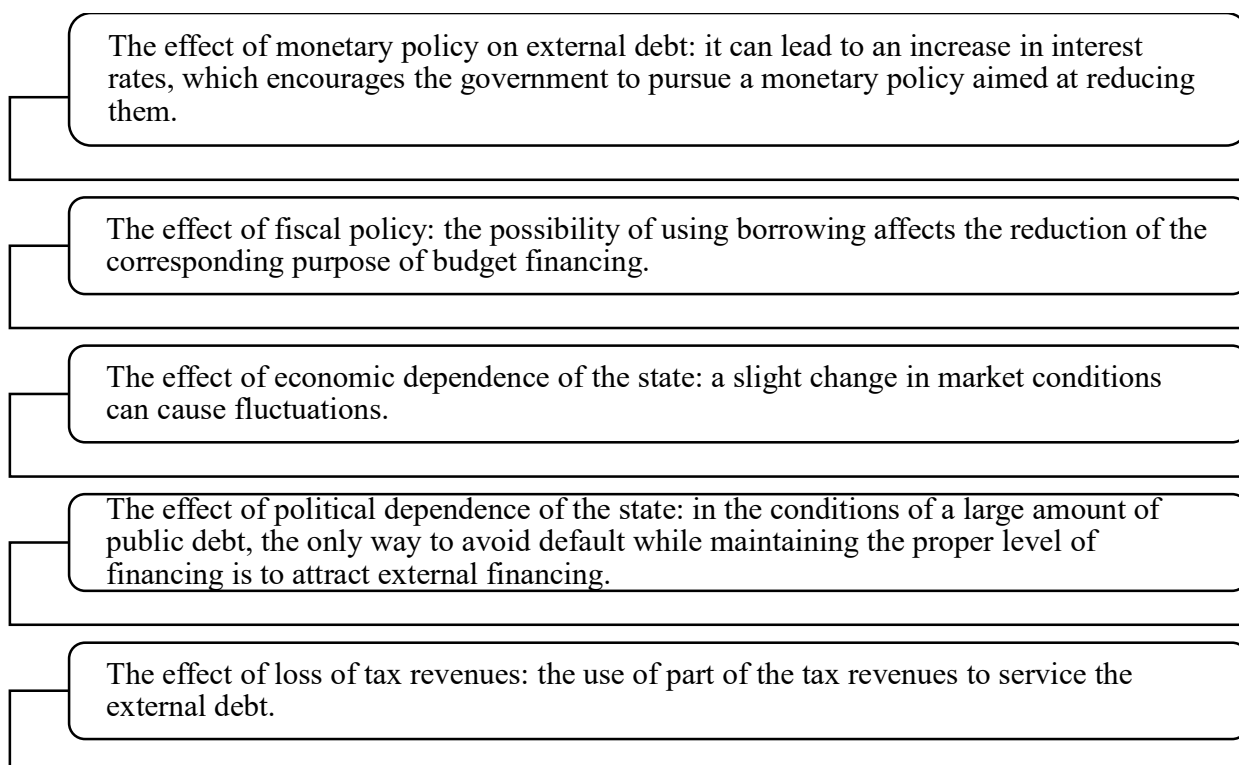 The effect of monetary policy on external debt: it can lead to an increase in interest
rates, which encourages the government to pursue a monetary policy aimed at reducing
them.
The effect of fiscal policy: the possibility of using borrowing affects the reduction of the
corresponding purpose of budget financing.
The effect of economic dependence of the state: a slight change in market conditions
can cause fluctuations.
The effect of political dependence of the state: in the conditions of a large amount of
public debt, the only way to avoid default while maintaining the proper level of
financing is to attract external financing.
The effect of loss of tax revenues: the use of part of the tax revenues to service the
external debt.